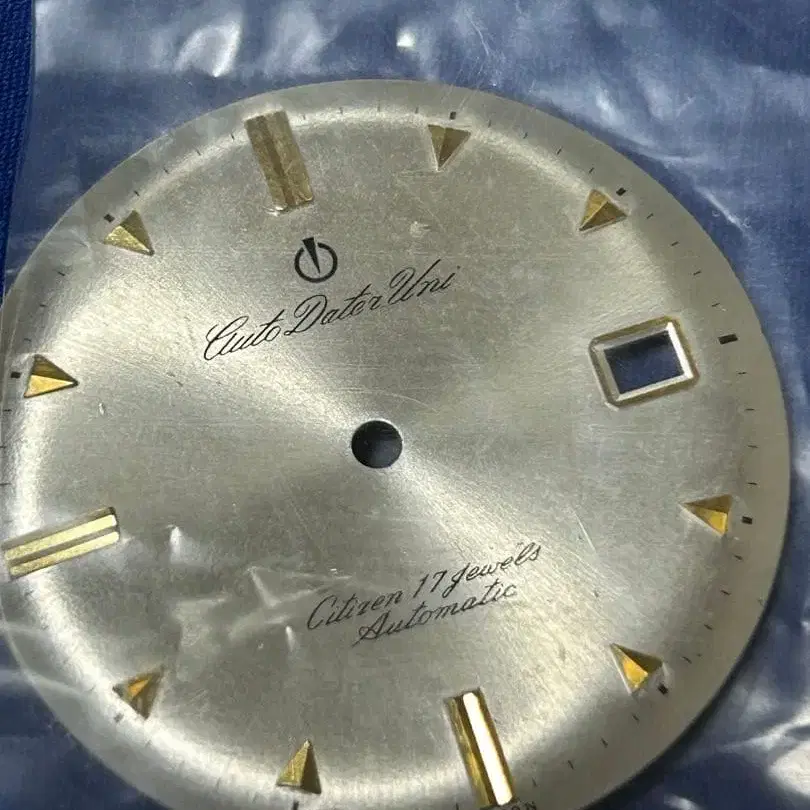 Auto Dater Uni
Citizen 17 Jewels
Automatic